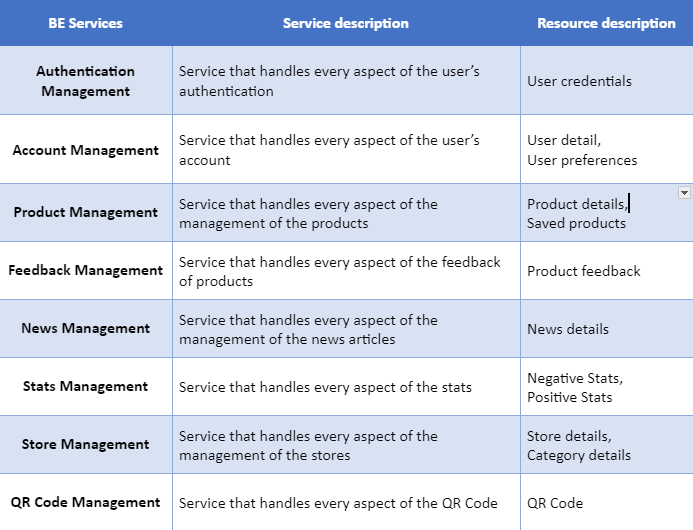 BE Services Service description Resource description
Authentication
Management
Service that handles every aspect of the user’s
authentication
User credentials
Account Management
Service that handles every aspect of the user’s
account
User detail,
User preferences
Product Management
Service that handles every aspect of the
management of the products
Product details,
Saved products
Feedback Management
Service that handles every aspect of the feedback
of products
Product feedback
News Management
Service that handles every aspect of the
management of the news articles
News details
Stats Management
Service that handles every aspect of the stats
Negative Stats,
Positive Stats
Store Management
Service that handles every aspect of the
management of the stores
Store details,
Category details
QR Code Management
Service that handles every aspect of the QR Code
QR Code